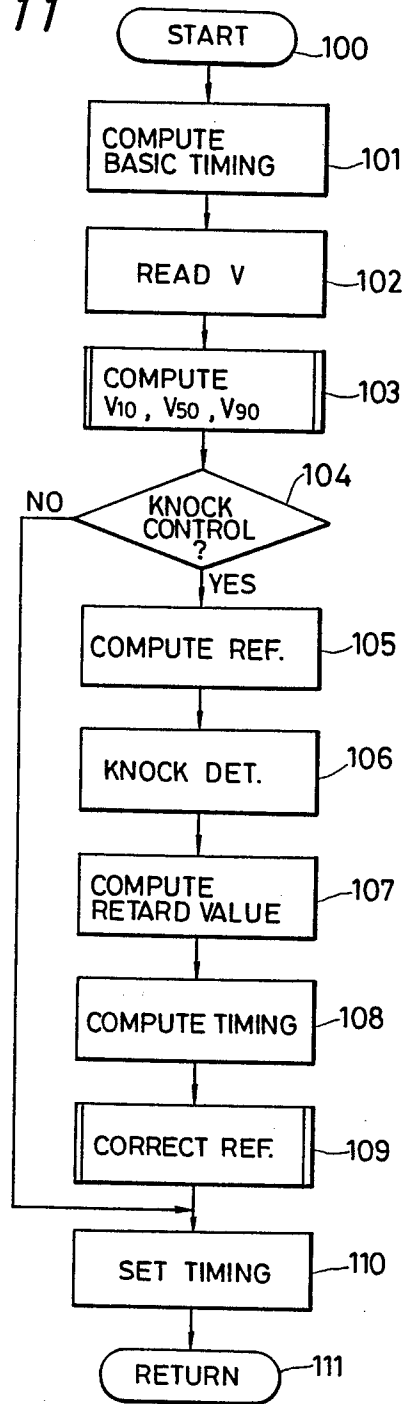 11
START
100
COMPUTE
BASIC TIMING
101
READ V
102
COMPUTE
V10, V50, V90
103
104
NO
KNOCK
CONTROL
?
YES
COMPUTE REF.
105
KNOCK DET.
106
COMPUTE
RETARD VALUE
107
COMPUTE TIMING
108
CORRECT REF.
109
SET TIMING
110
RETURN
111